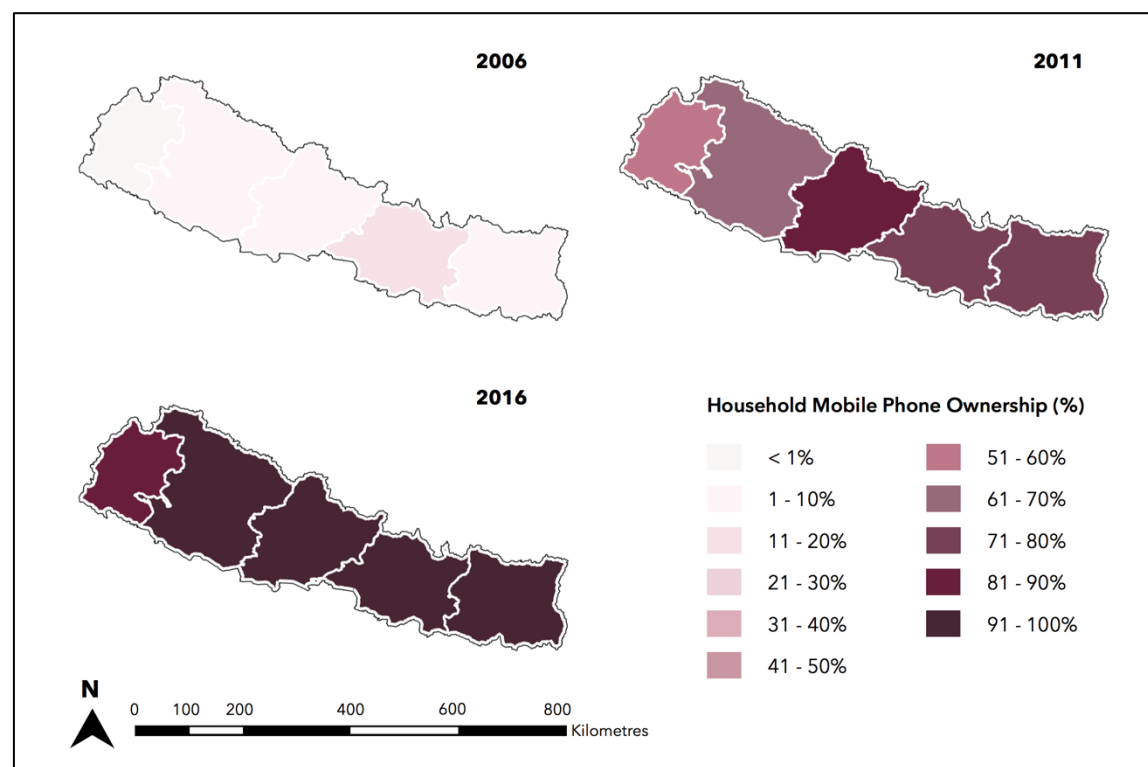 2006
2011
2016
Household Mobile Phone Ownership (%)
< 1%
1 - 10%
11 - 20%
21 - 30%
31 - 40%
41 - 50%
51 - 60%
61 - 70%
71 - 80%
81 - 90%
91 - 100%
N
0 100 200 400 600 800
Kilometres